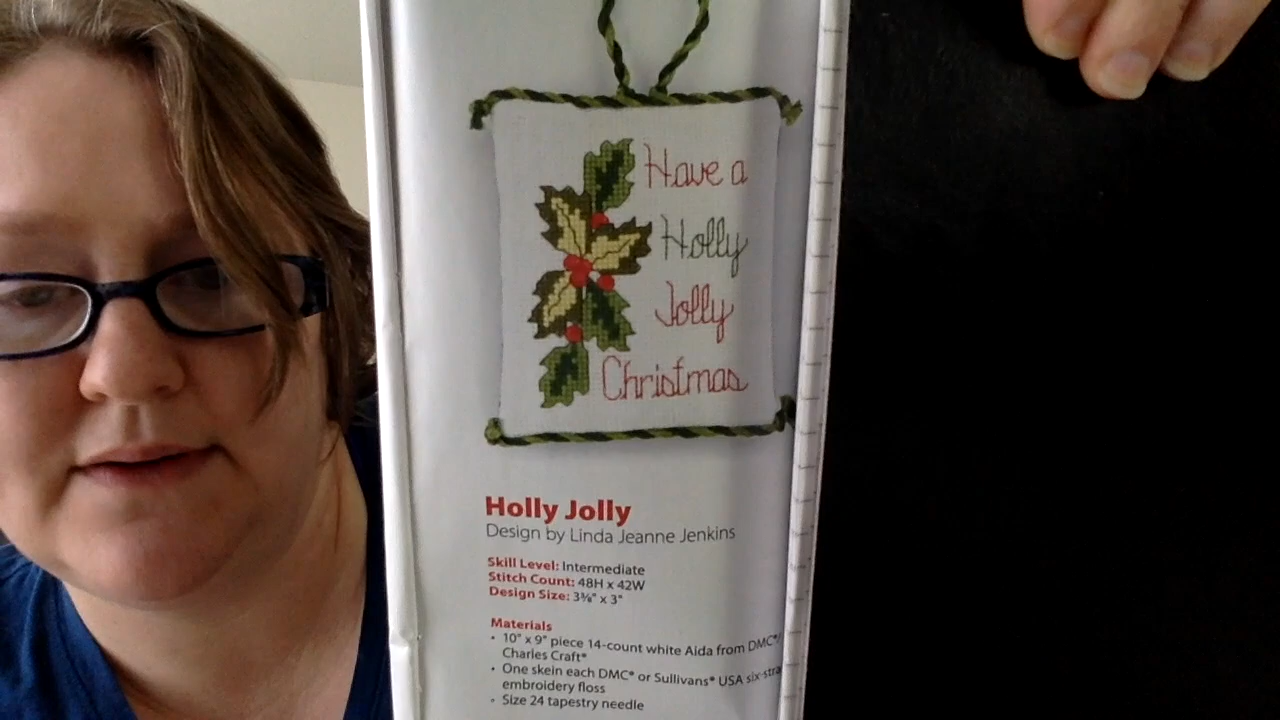 Have a
Holly
Jolly
Christmas
Holly Jolly
Design by Linda Jeanne Jenkins
Skill Level: Intermediate
Stitch Count: 48H x 42W
Design Size: 3⅜" x 3"
Materials
• 10" x 9" piece 14-count white Aida from DMC®/
Charles Craft®
• One skein each DMC® or Sullivans® USA
embroidery floss
• Size 24 tapestry needle